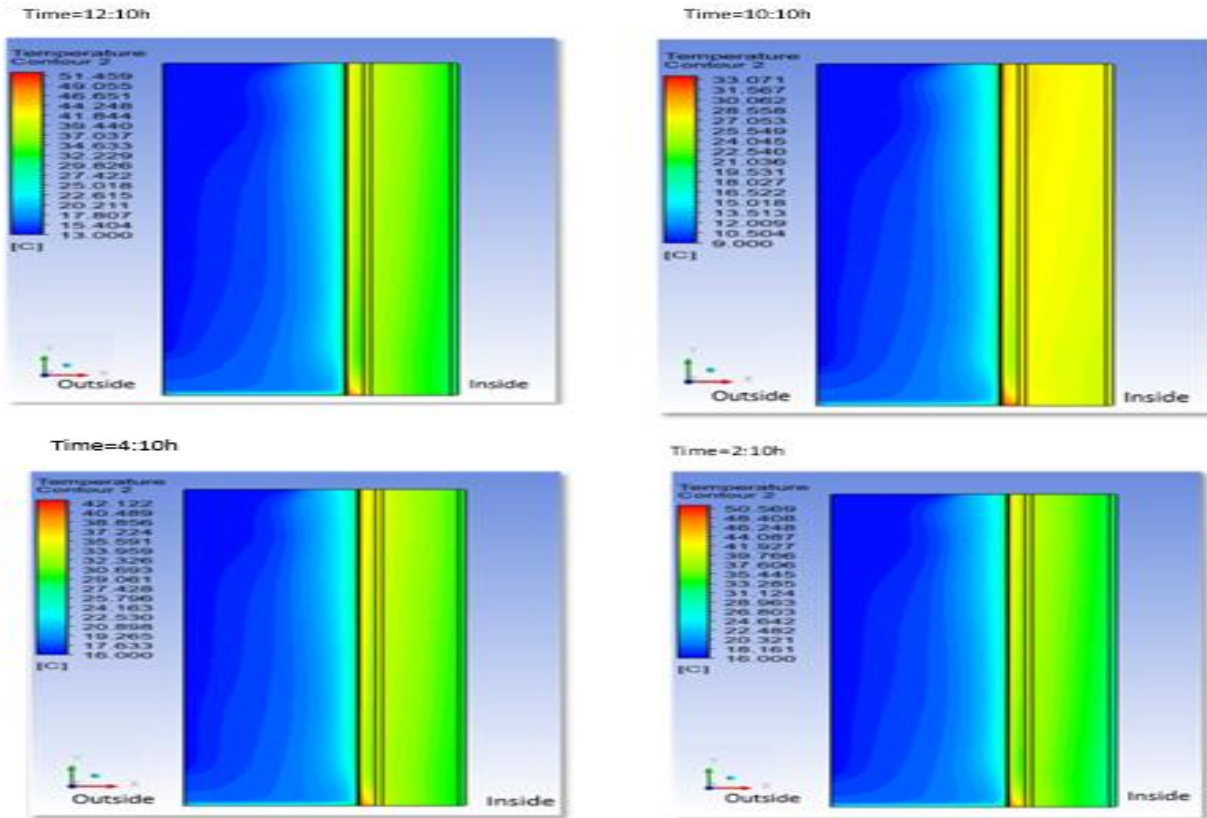 Time=12:10h
Temperature
Contour 2
51.459
49.055
46.651
44.248
41.844
39.440
37.037
34.633
32.229
29.826
27.422
25.018
22.615
20.211
17.807
15.404
13.000
[C]
Outside
Inside
Time=10:10h
Temperature
Contour 2
33.071
31.567
30.062
28.558
27.053
25.549
24.045
22.540
21.036
19.531
18.027
16.522
15.018
13.513
12.009
10.504
9.000
[C]
Outside
Inside
Time=4:10h
Temperature
Contour 2
42.122
40.489
38.856
37.224
35.591
33.959
32.326
30.693
29.061
27.428
25.796
24.163
22.530
20.898
19.265
17.633
16.000
[C]
Outside
Inside
Time=2:10h
Temperature
Contour 2
50.569
48.408
46.248
44.087
41.927
39.766
37.606
35.445
33.285
31.124
28.963
26.803
24.642
22.482
20.321
18.161
16.000
[C]
Outside
Inside